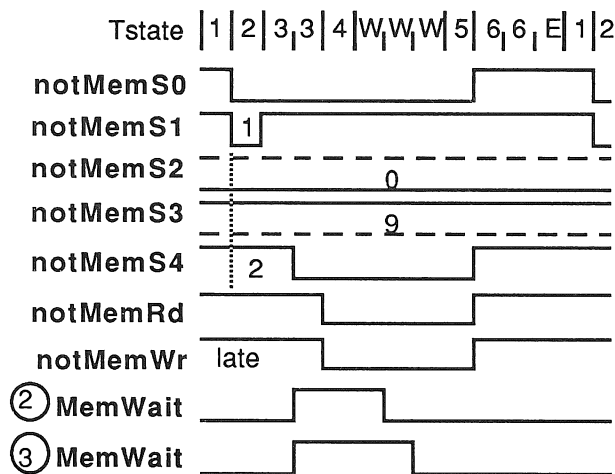 Tstate |1|2|3,3|4|W,W,W|5|6,6,E|1|2
notMemS0
notMemS1 1
notMemS2 0
notMemS3 9
notMemS4 2
notMemRd
notMemWr late
2 MemWait
3 MemWait